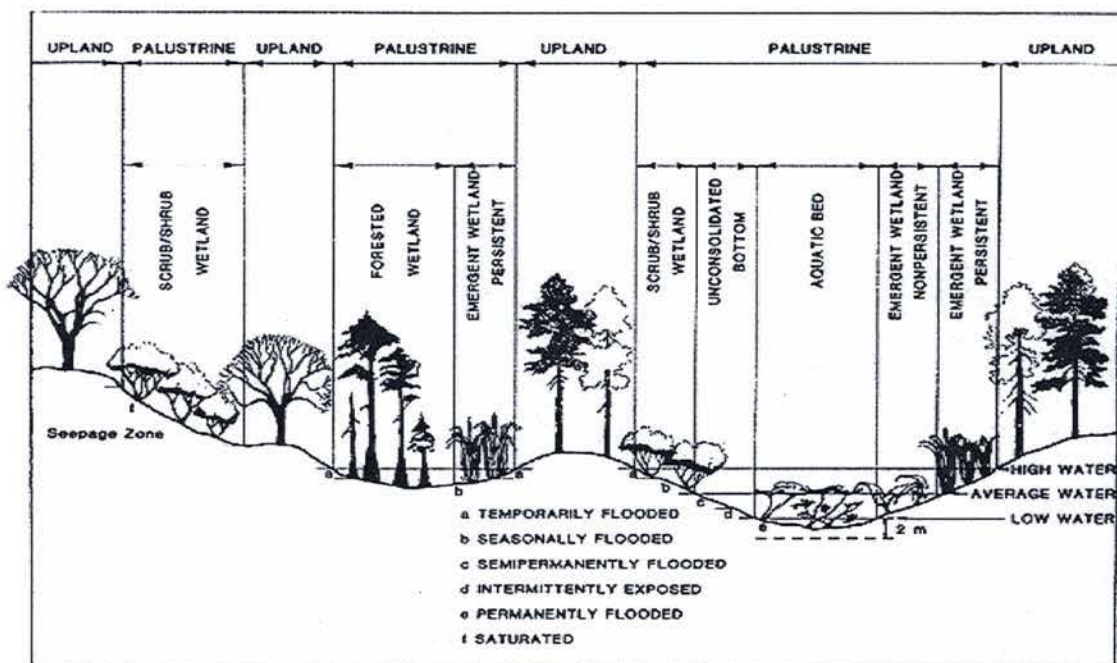 UPLAND PALUSTRINE UPLAND PALUSTRINE UPLAND PALUSTRINE UPLAND
SCRUB/SHRUB
WETLAND
FORESTED
WETLAND
EMERGENT WETLAND
PERSISTENT
SCRUB/SHRUB
WETLAND
UNCONSOLIDATED
BOTTOM
AQUATIC BED
EMERGENT WETLAND
NONPERSISTENT
EMERGENT WETLAND
PERSISTENT
f
Seepage Zone
a
b
a
a
b
c
d
e
HIGH WATER
AVERAGE WATER
LOW WATER
2 m
a TEMPORARILY FLOODED
b SEASONALLY FLOODED
c SEMIPERMANENTLY FLOODED
d INTERMITTENTLY EXPOSED
e PERMANENTLY FLOODED
f SATURATED